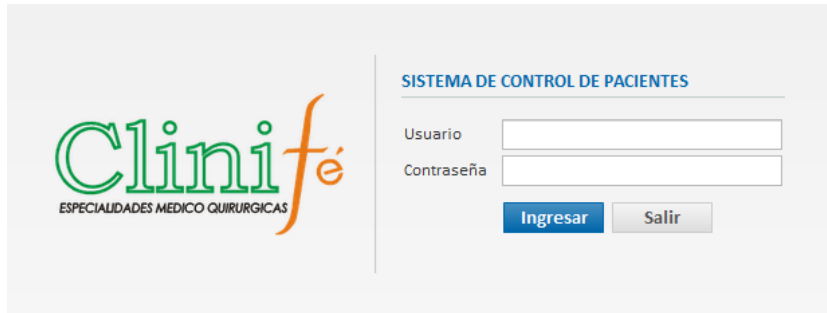 Clinifé
ESPECIALIDADES MEDICO QUIRURGICAS
SISTEMA DE CONTROL DE PACIENTES
Usuario
Contraseña
Ingresar Salir